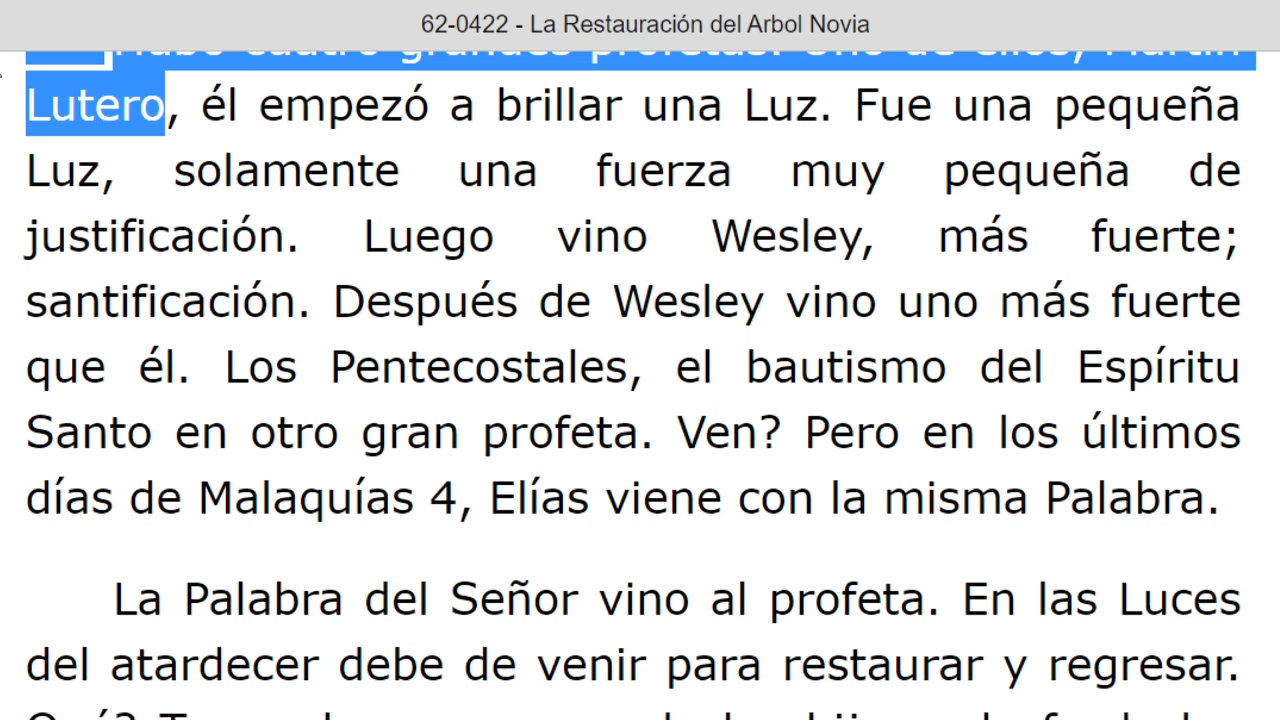 62-0422 - La Restauración del Arbol Novia
Lutero, él empezó a brillar una Luz. Fue una pequeña
Luz, solamente una fuerza muy pequeña de
justificación. Luego vino Wesley, más fuerte;
santificación. Después de Wesley vino uno más fuerte
que él. Los Pentecostales, el bautismo del Espíritu
Santo en otro gran profeta. Ven? Pero en los últimos
días de Malaquías 4, Elías viene con la misma Palabra.
La Palabra del Señor vino al profeta. En las Luces
del atardecer debe de venir para restaurar y regresar.